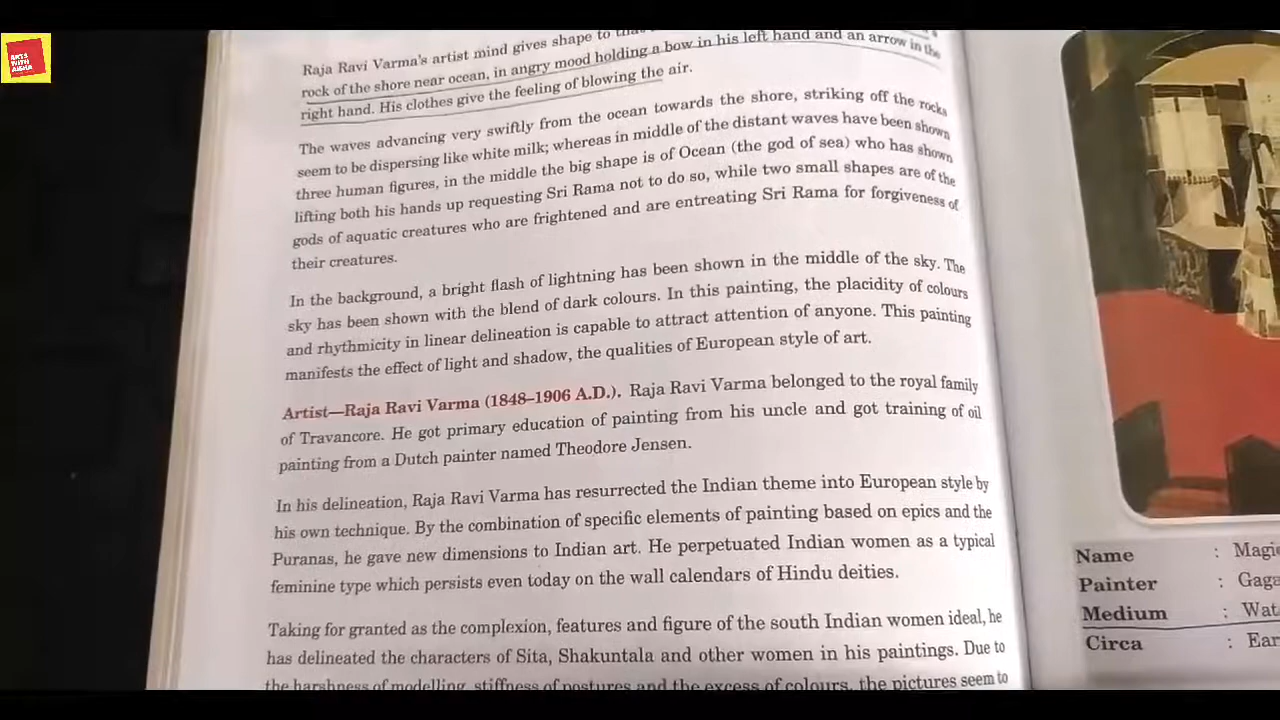 ARTS
WITH
AISHA
Raja Ravi Varma's artist mind gives shape to
rock of the shore near ocean, in angry mood holding a bow in his left hand and an arrow in the
right hand. His clothes give the feeling of blowing the air.
The waves advancing very swiftly from the ocean towards the shore, striking off the rocks
seem to be dispersing like white milk; whereas in middle of the distant waves have been shown
three human figures, in the middle the big shape is of Ocean (the god of sea) who has shown
lifting both his hands up requesting Sri Rama not to do so, while two small shapes are of the
gods of aquatic creatures who are frightened and are entreating Sri Rama for forgiveness of
their creatures.
In the background, a bright flash of lightning has been shown in the middle of the sky. The
sky has been shown with the blend of dark colours. In this painting, the placidity of colours
and rhythmicity in linear delineation is capable to attract attention of anyone. This painting
manifests the effect of light and shadow, the qualities of European style of art.
Artist—Raja Ravi Varma (1848–1906 A.D.). Raja Ravi Varma belonged to the royal family
of Travancore. He got primary education of painting from his uncle and got training of oil
painting from a Dutch painter named Theodore Jensen.
In his delineation, Raja Ravi Varma has resurrected the Indian theme into European style by
his own technique. By the combination of specific elements of painting based on epics and the
Puranas, he gave new dimensions to Indian art. He perpetuated Indian women as a typical
feminine type which persists even today on the wall calendars of Hindu deities.
Taking for granted as the complexion, features and figure of the south Indian women ideal, he
has delineated the characters of Sita, Shakuntala and other women in his paintings. Due to
the harshness of modelling, stiffness of postures and the excess of colours, the pictures seem to
Name : Magi
Painter : Gaga
Medium : Wat
Circa : Ear